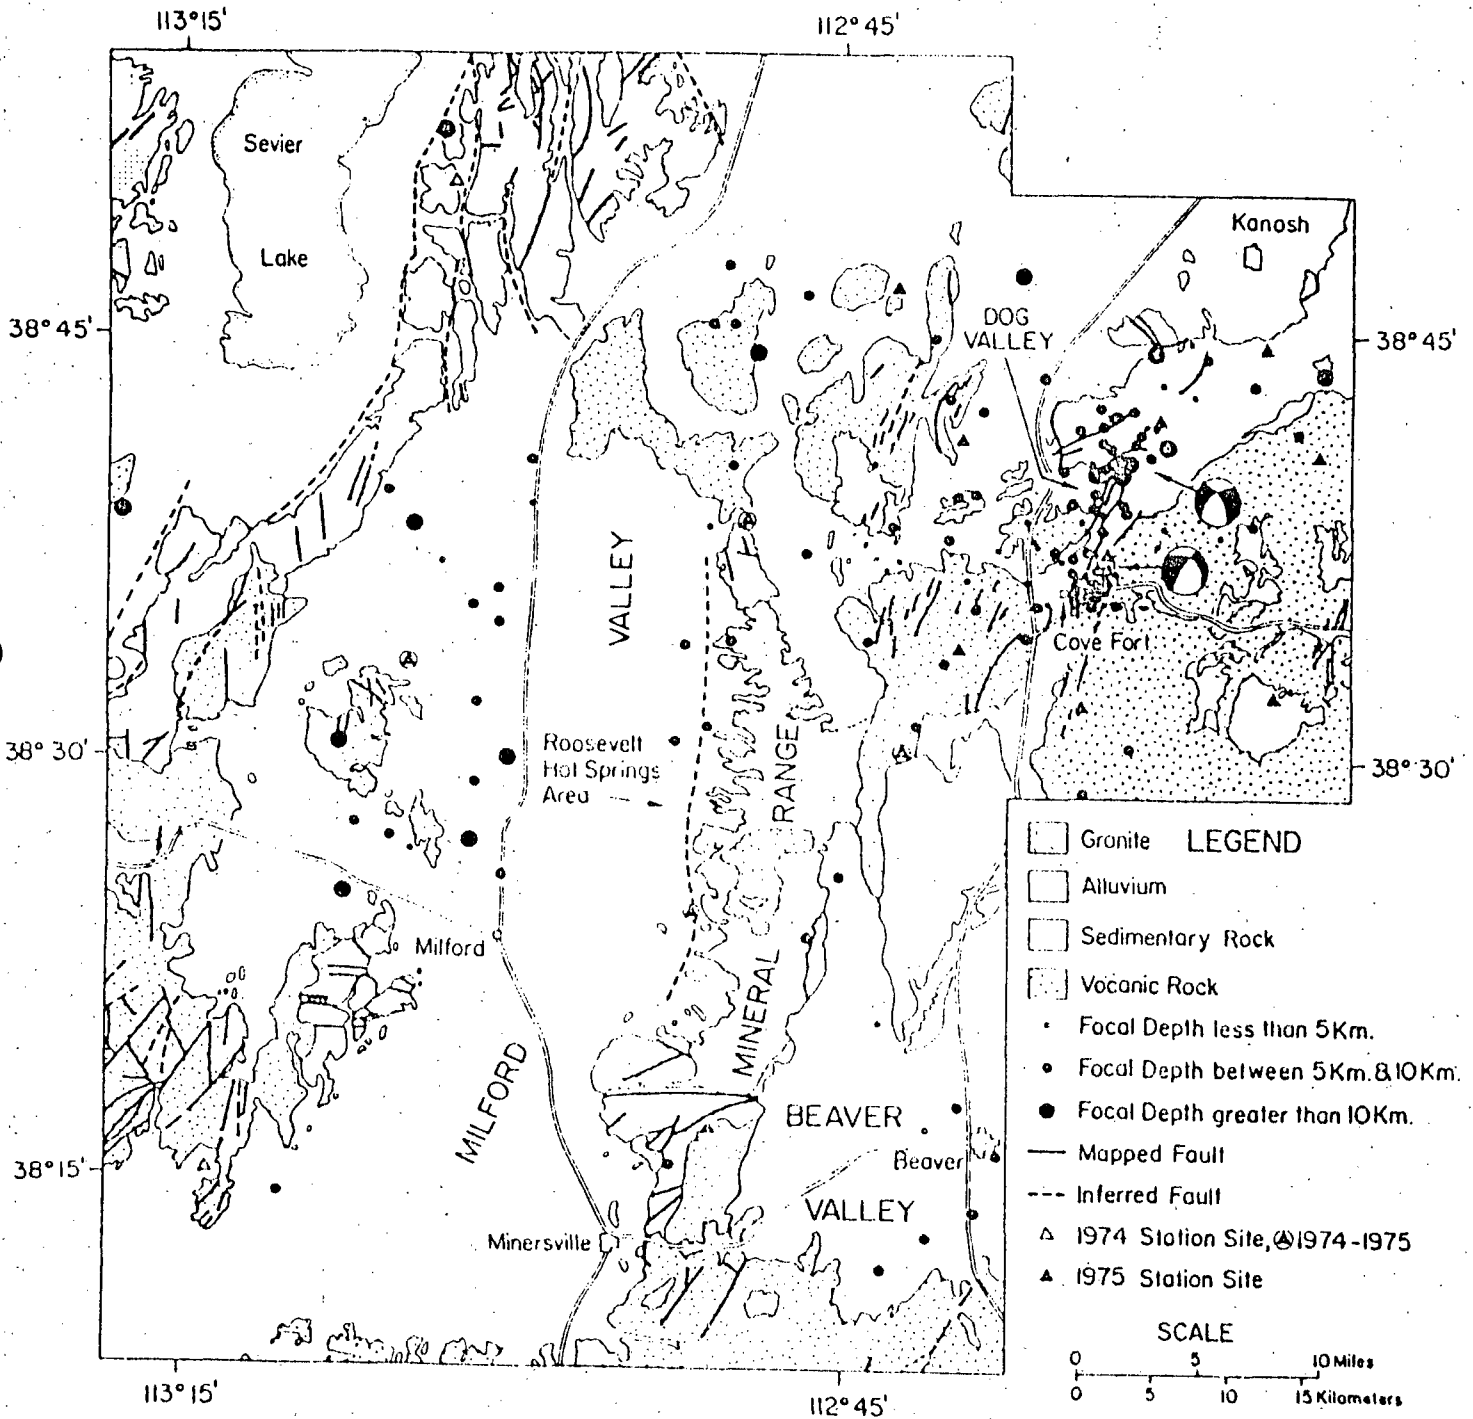 113°15'
112°45'
Sevier
Lake
Kanosh
38°45'
DOG
VALLEY
38°45'
VALLEY
Cove Fort
38°30'
Roosevelt
Hot Springs
Area
RANGE
38°30'
MINERAL
Milford
MILFORD
BEAVER
Beaver
VALLEY
38°15'
Minersville
LEGEND
Granite
Alluvium
Sedimentary Rock
Vocanic Rock
Focal Depth less than 5Km.
Focal Depth between 5Km.&10Km.
Focal Depth greater than 10Km.
Mapped Fault
Inferred Fault
1974 Station Site, 1974-1975
1975 Station Site
SCALE
0 5 10 Miles
0 5 10 15 Kilometers
113°15'
112°45'